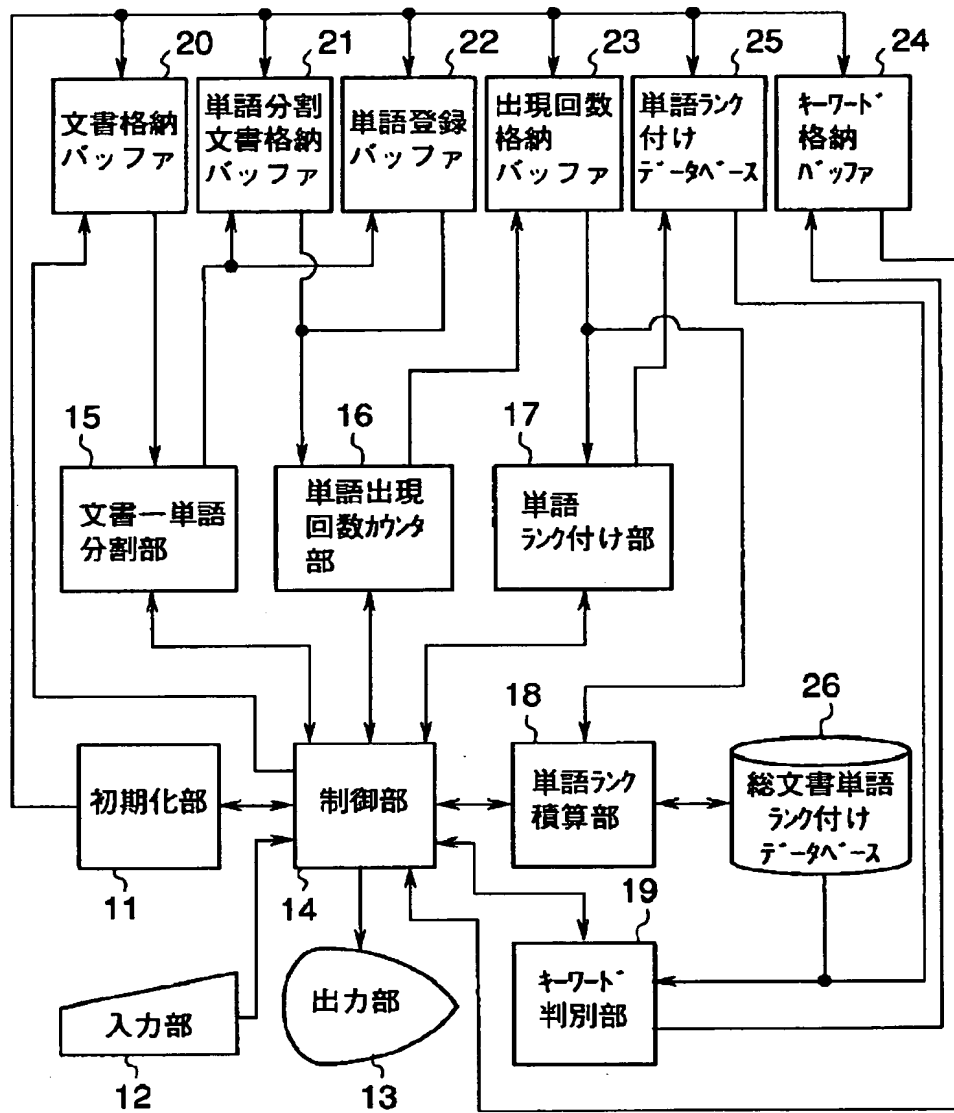 20
21
22
23
25
24
文書格納
バッファ
単語分割
文書格納
バッファ
単語登録
バッファ
出現回数
格納
バッファ
単語ランク
付け
データベース
キーワード
格納
バッファ
15
16
17
文書ー単語
分割部
単語出現
回数カウンタ
部
単語
ランク付け部
18
26
初期化部
制御部
単語ランク
積算部
総文書単語
ランク付け
データベース
11
14
19
入力部
出力部
キーワード
判別部
12
13